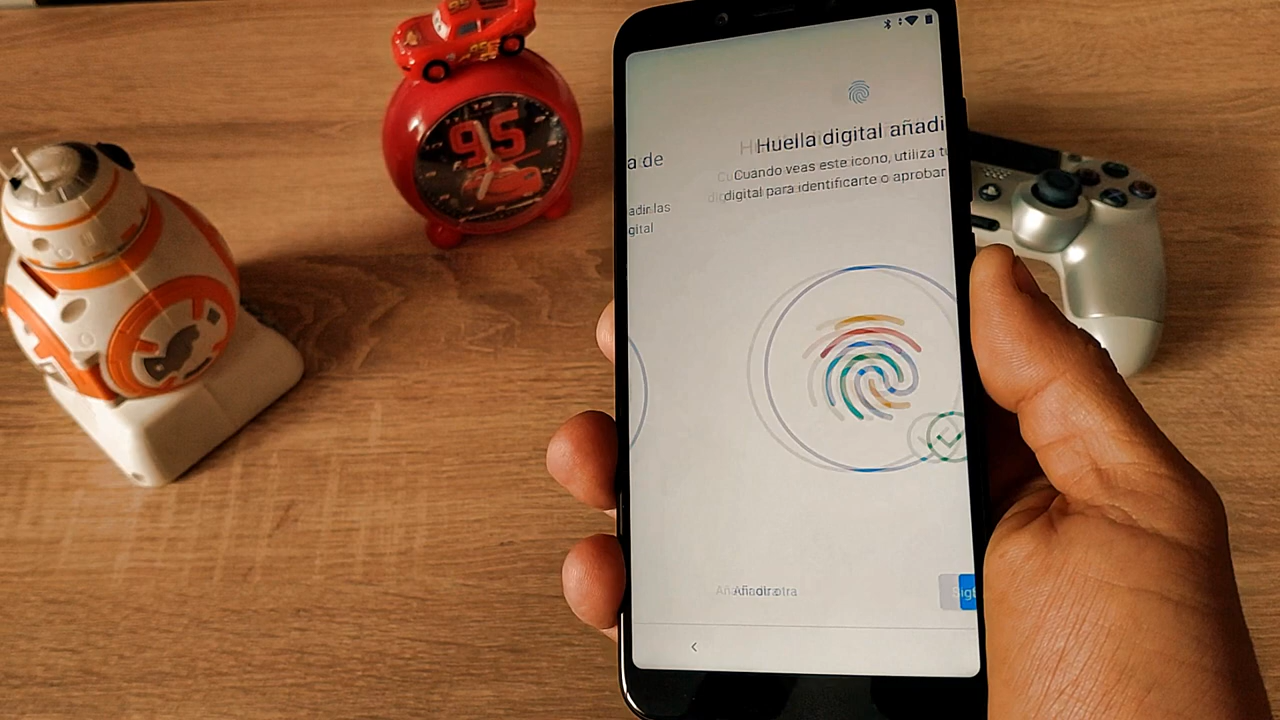 95
95
a de
adir las
gital
Huella digital añadi
Cuando veas este icono, utiliza tu
digital para identificarte o aprobar
Añadir otra